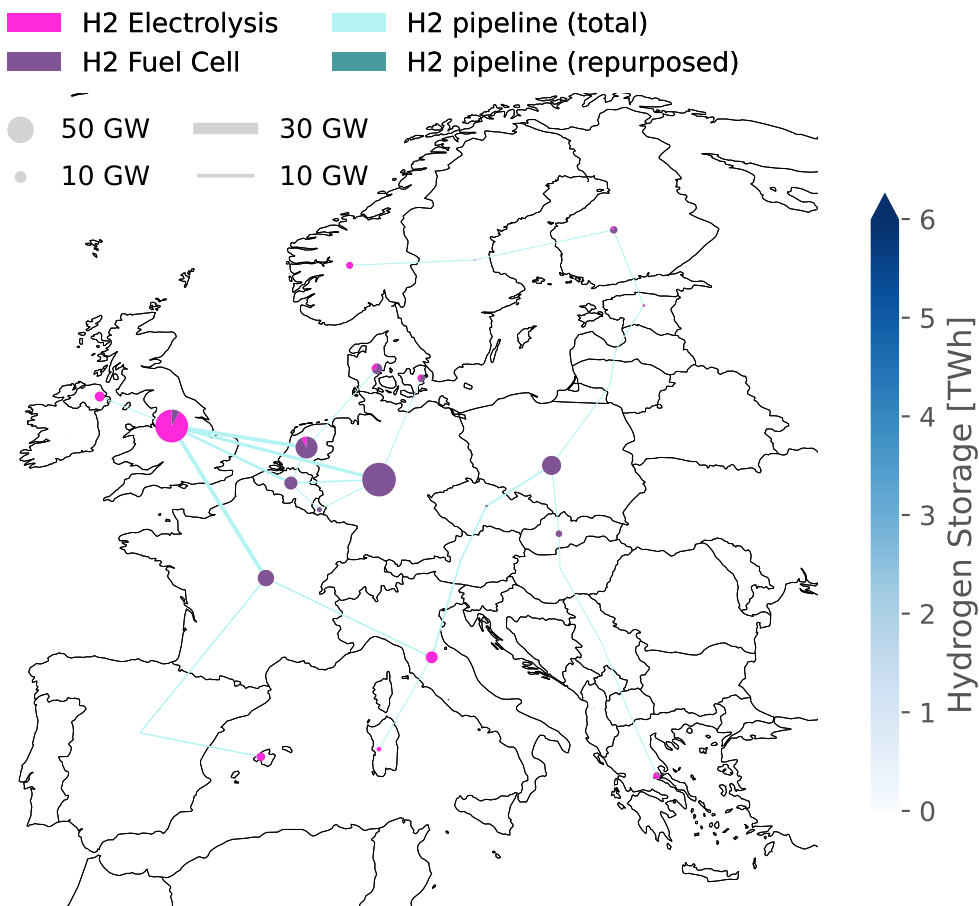 H2 Electrolysis
H2 Fuel Cell
H2 pipeline (total)
H2 pipeline (repurposed)
50 GW
10 GW
30 GW
10 GW
6
5
4
3
2
1
0
Hydrogen Storage [TWh]